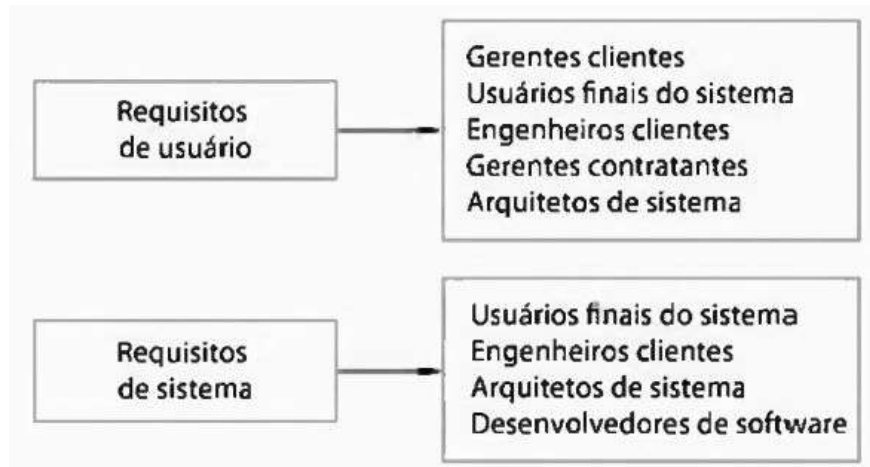 Requisitos
de usuário
Gerentes clientes
Usuários finais do sistema
Engenheiros clientes
Gerentes contratantes
Arquitetos de sistema
Requisitos
de sistema
Usuários finais do sistema
Engenheiros clientes
Arquitetos de sistema
Desenvolvedores de software